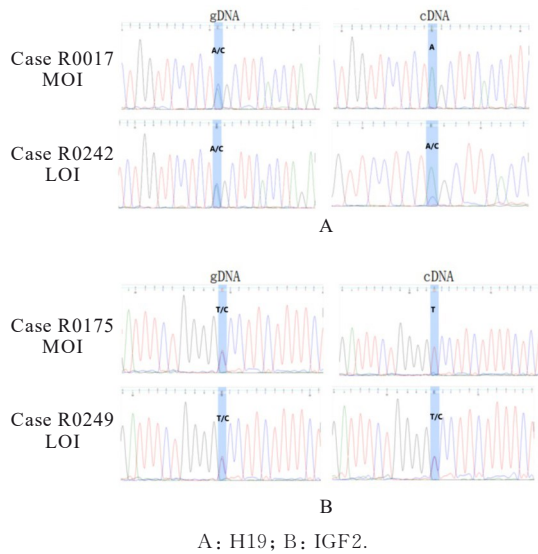 gDNA cDNA
Case R0017
MOI
A/C A
Case R0242
LOI
A/C A/C
A
gDNA cDNA
Case R0175
MOI
T/C T
Case R0249
LOI
T/C T/C
B
A: H19; B: IGF2.